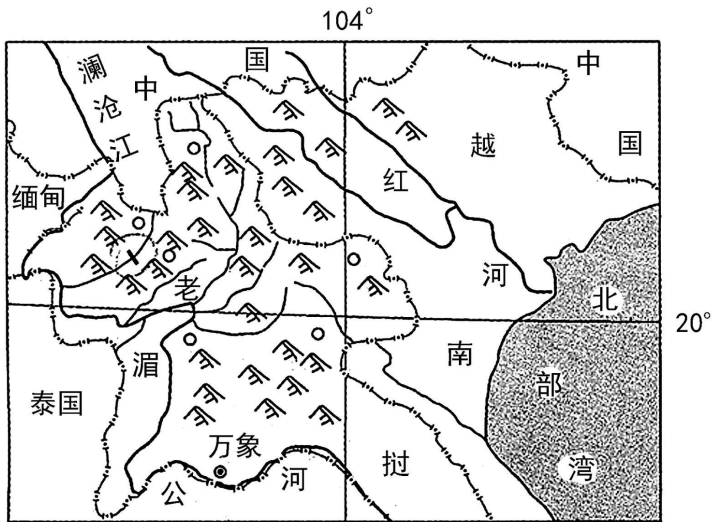 104°
中 国 中
澜沧江
越 国
缅甸 红
老 河 北
20°
湄 南
泰国 部
万象 挝 湾
公 河